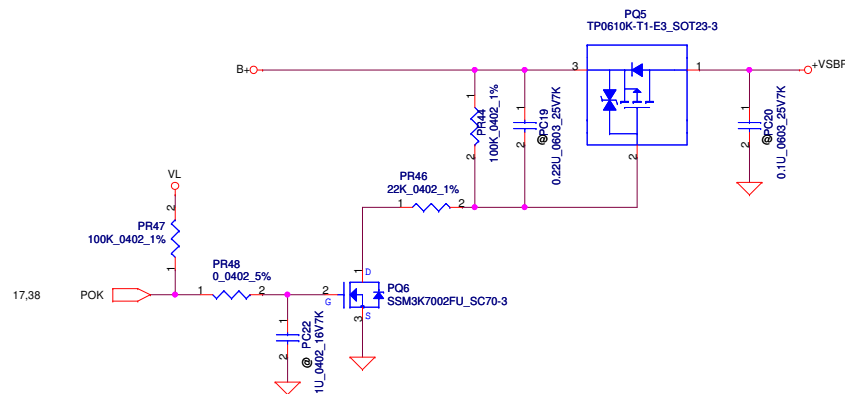 PQ5
TP0610K-T1-E3_SOT23-3
B+
3
1
+VSBP
1
PR44
100K_0402_1%
2
1
@PC19
0.22U_0603_25V7K
2
2
1
@PC20
0.1U_0603_25V7K
2
VL
2
PR47
100K_0402_1%
1
PR46
22K_0402_1%
1
2
PR48
0_0402_5%
17,38
POK
1
2
2
G
1
D
PQ6
SSM3K7002FU_SC70-3
3
S
1
@ PC22
1U_0402_16V7K
2